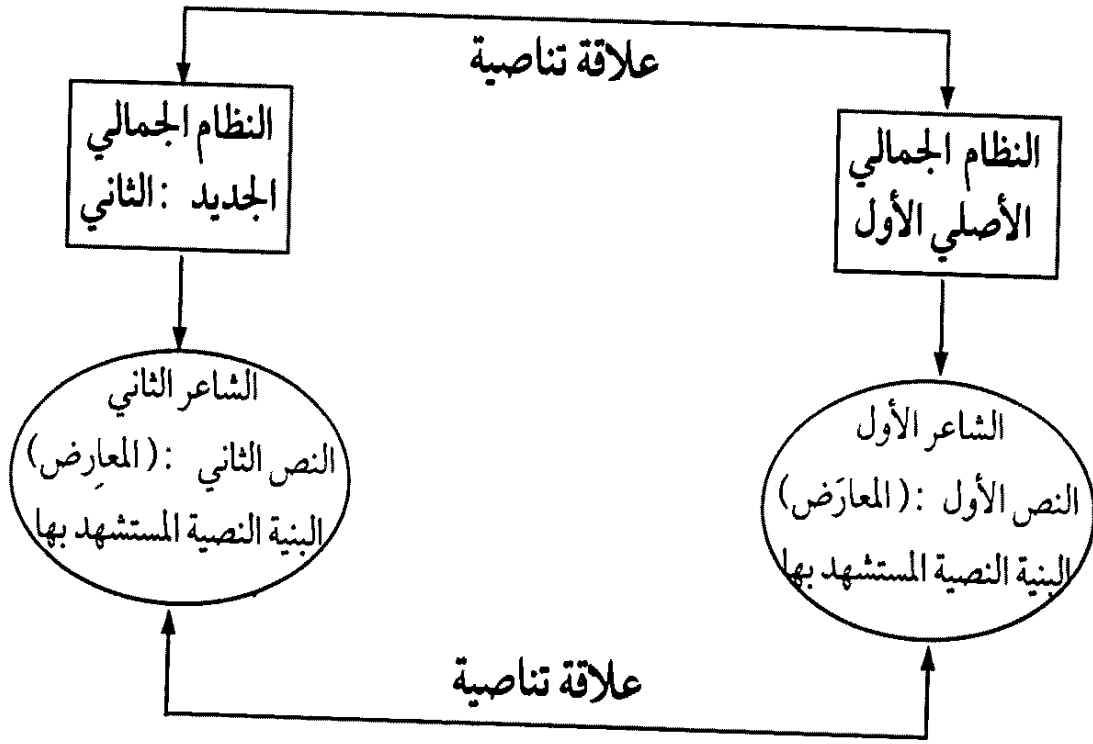 علاقة تناصية
النظام الجمالي
الأصلي الأول
النظام الجمالي
الجديد : الثاني
الشاعر الأول
النص الأول : (المعارَض)
البنية النصية المستشهد بها
الشاعر الثاني
النص الثاني : (المعارِض)
البنية النصية المستشهد بها
علاقة تناصية